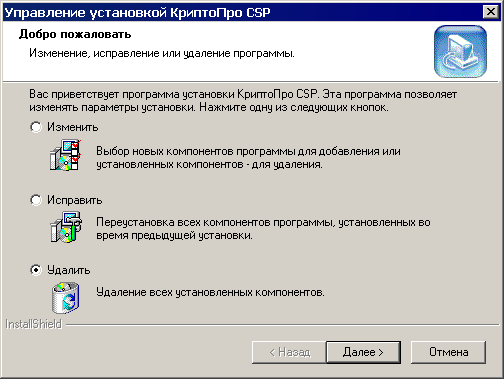 Управление установкой КриптоПро CSP
Добро пожаловать
Изменение, исправление или удаление программы.
Вас приветствует программа установки КриптоПро CSP. Эта программа позволяет
изменять параметры установки. Нажмите одну из следующих кнопок.
Изменить
Выбор новых компонентов программы для добавления или
установленных компонентов - для удаления.
Исправить
Переустановка всех компонентов программы, установленных во
время предыдущей установки.
Удалить
Удаление всех установленных компонентов.
InstallShield
< Назад
Далее >
Отмена